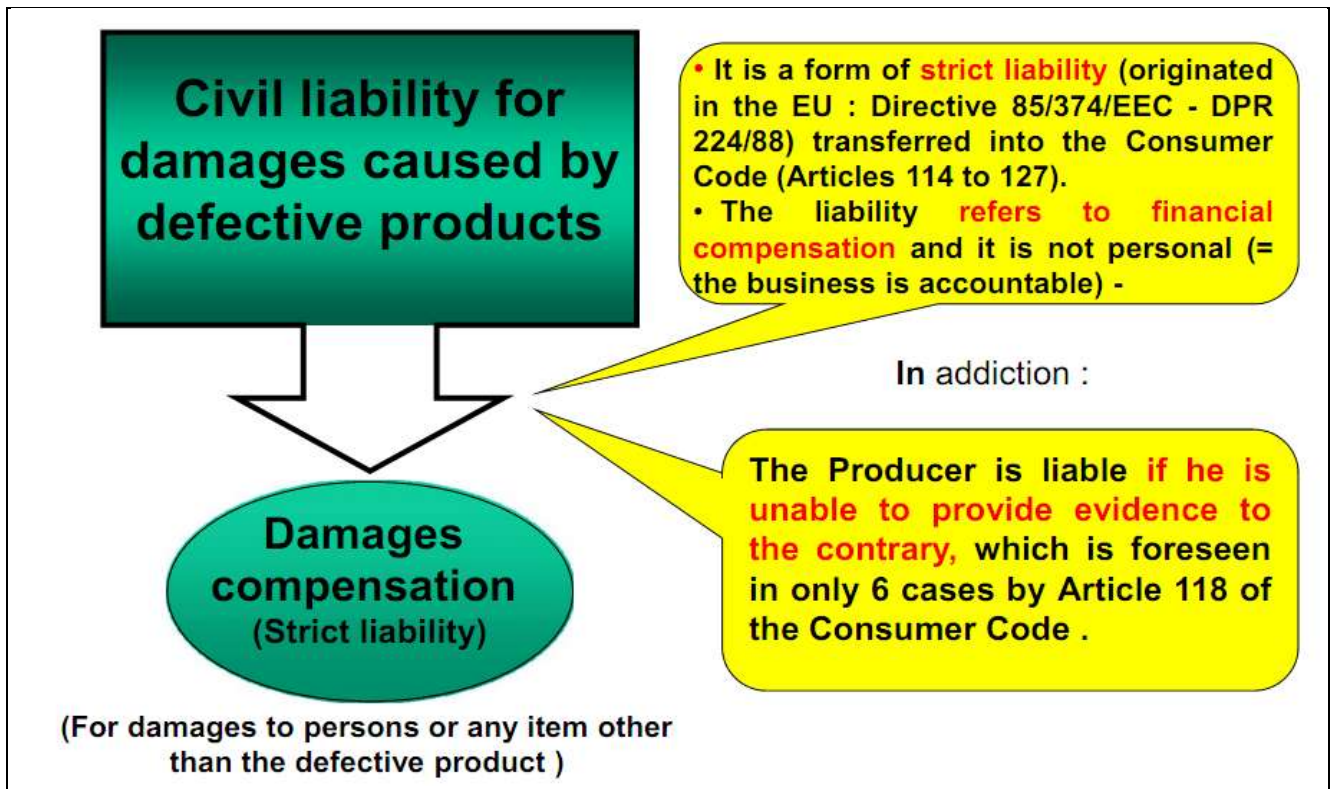 Civil liability for
damages caused by
defective products
• It is a form of strict liability (originated
in the EU : Directive 85/374/EEC - DPR
224/88) transferred into the Consumer
Code (Articles 114 to 127).
• The liability refers to financial
compensation and it is not personal (=
the business is accountable) -
In addiction :
The Producer is liable if he is
unable to provide evidence to
the contrary, which is foreseen
in only 6 cases by Article 118 of
the Consumer Code .
Damages
compensation
(Strict liability)
(For damages to persons or any item other
than the defective product )